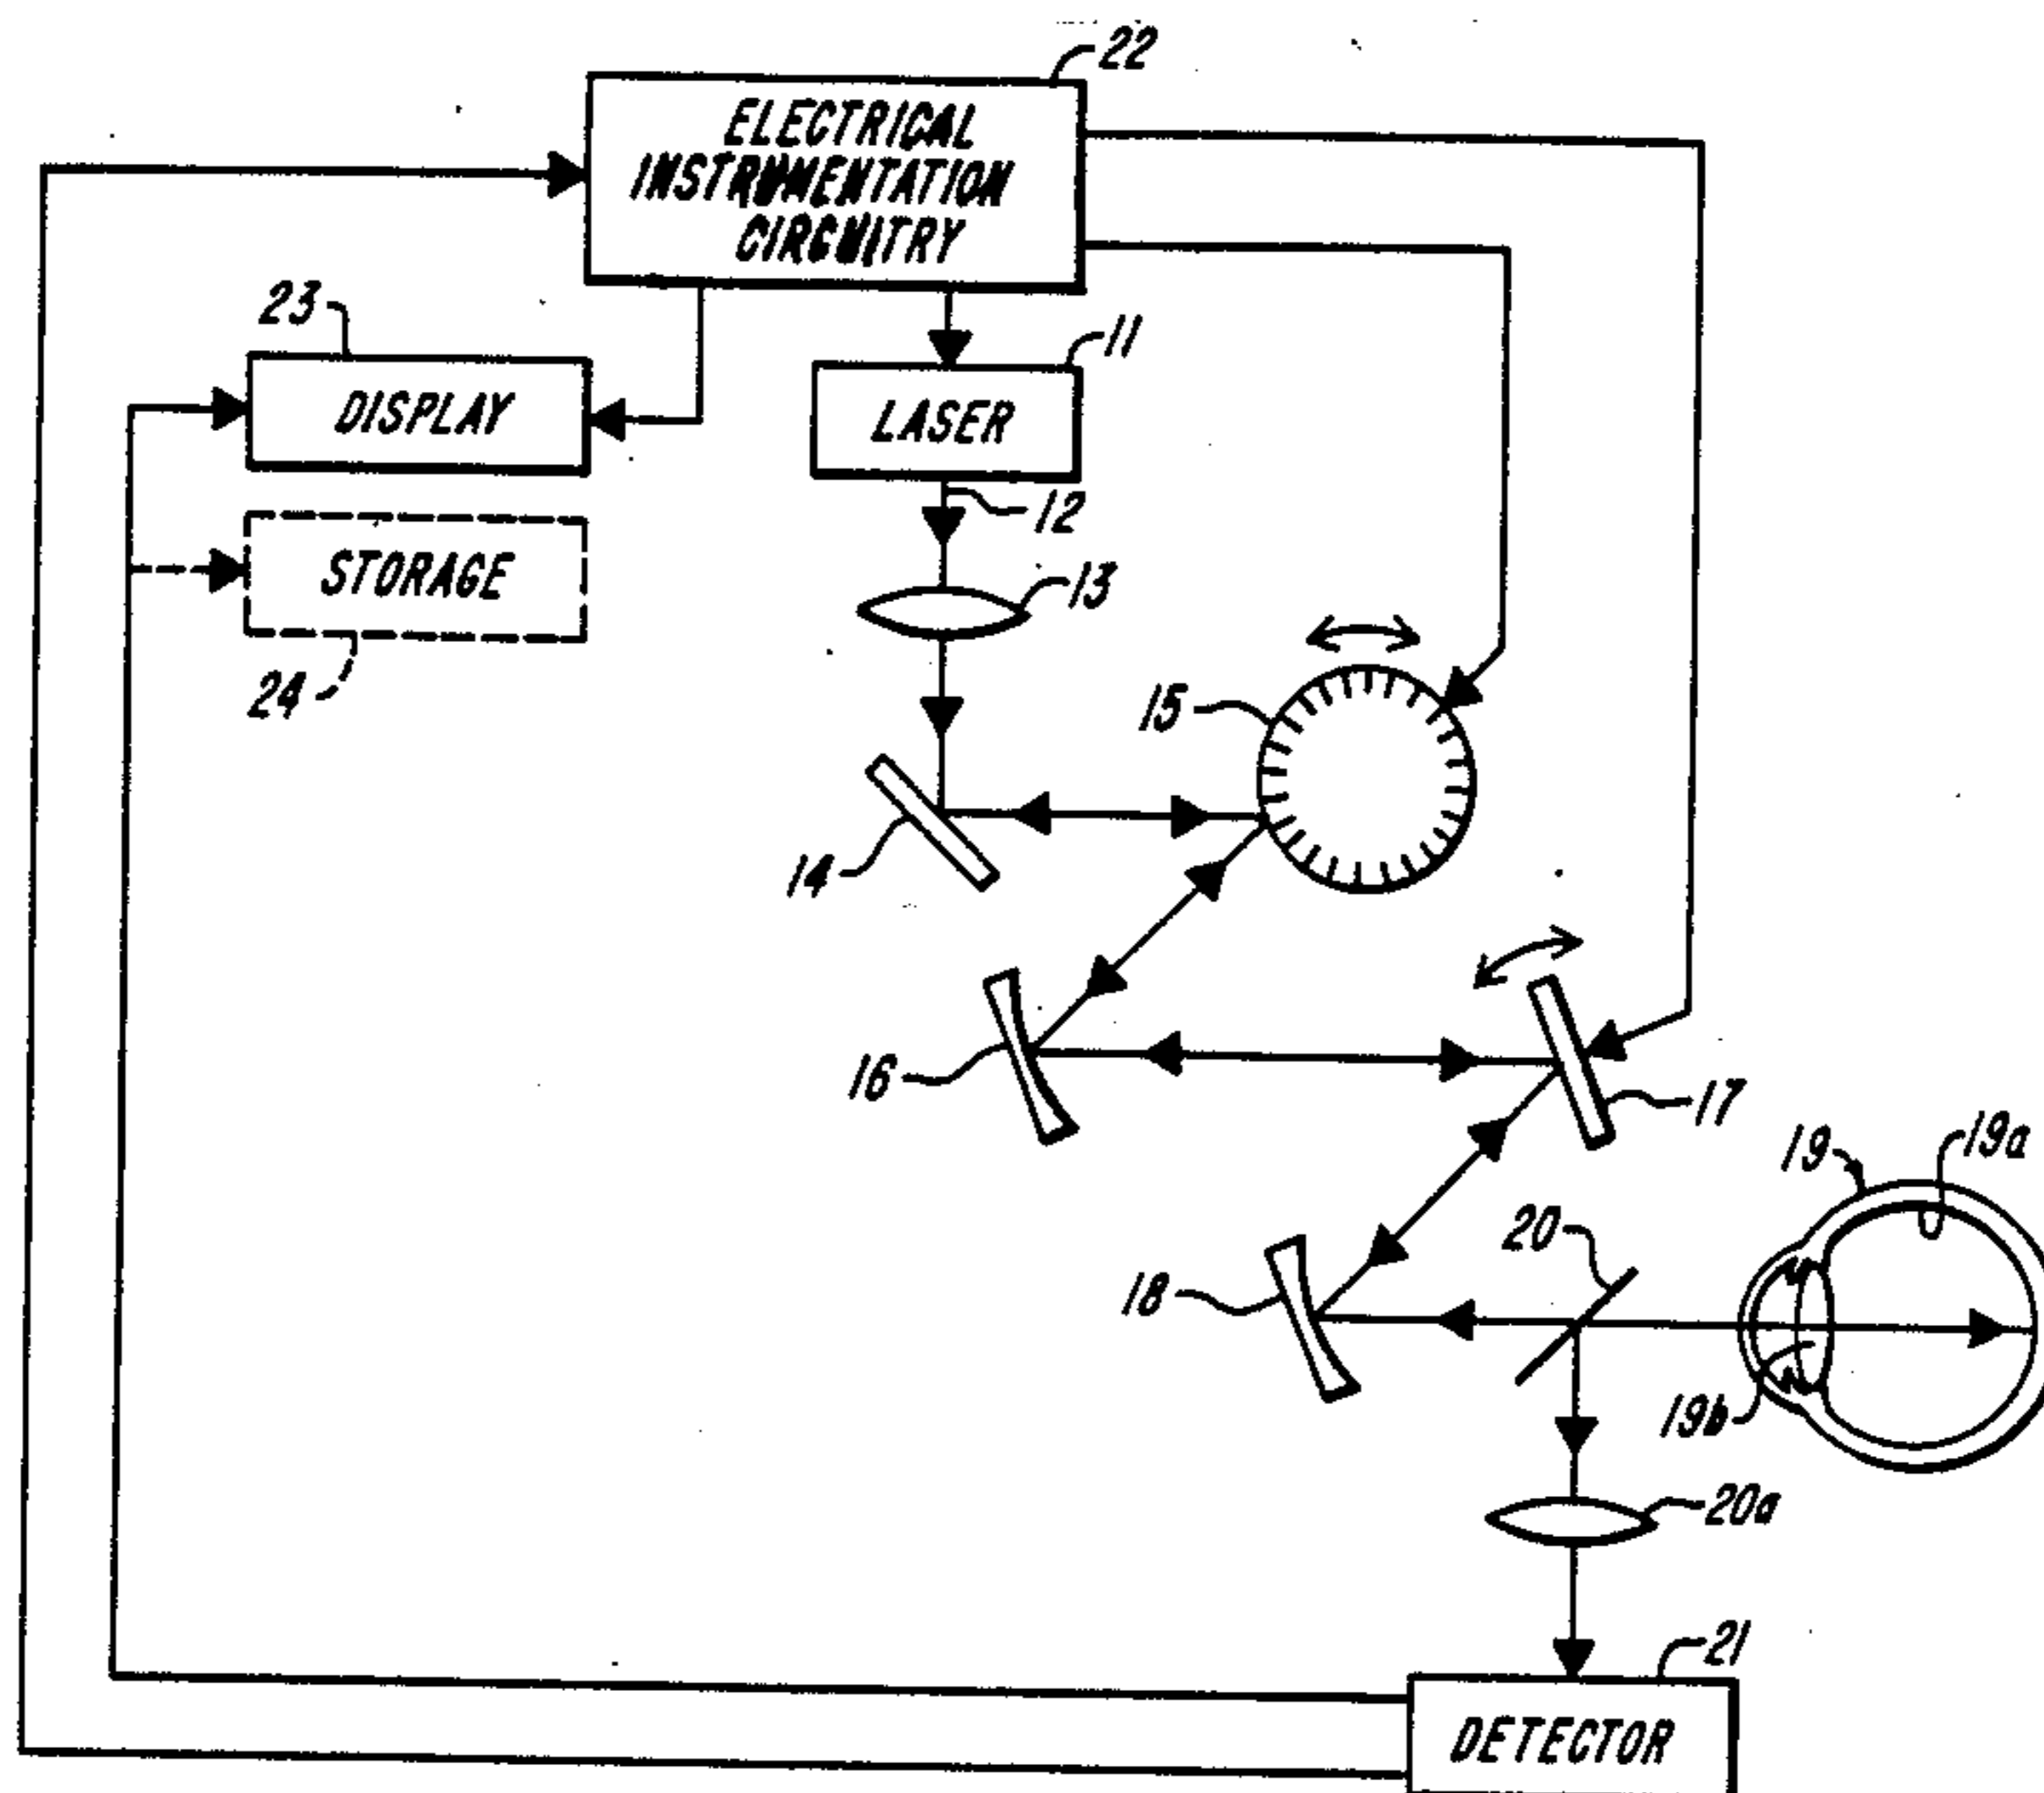 22
ELECTRICAL
INSTRUMENTATION
CIRCUITRY
23
11
DISPLAY
LASER
12
STORAGE
13
24
15
14
16
17
19
19a
20
18
19b
20a
21
DETECTOR